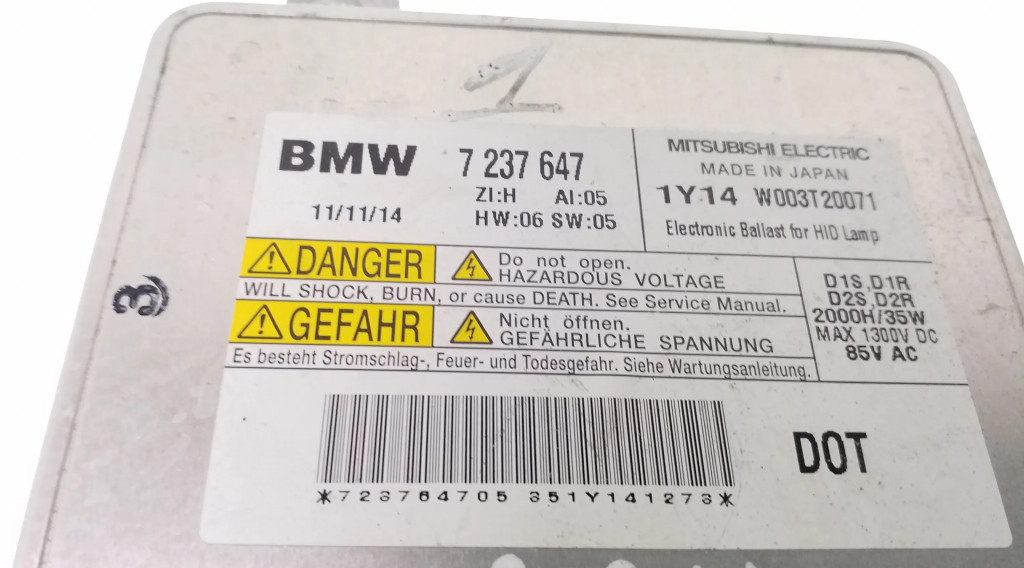 1
BMW 7 237 647
ZI:H AI:05
11/11/14 HW:06 SW:05
MITSUBISHI ELECTRIC
MADE IN JAPAN
1Y14 W003T20071
Electronic Ballast for HID Lamp
DANGER Do not open.
HAZARDOUS VOLTAGE
WILL SHOCK, BURN, or cause DEATH. See Service Manual.
GEFAHR Nicht öffnen.
GEFÄHRLICHE SPANNUNG
Es besteht Stromschlag-, Feuer- und Todesgefahr. Siehe Wartungsanleitung.
D1S,D1R
D2S,D2R
2000H/35W
MAX 1300V DC
85V AC
3
DOT
*723764705 351Y141273*